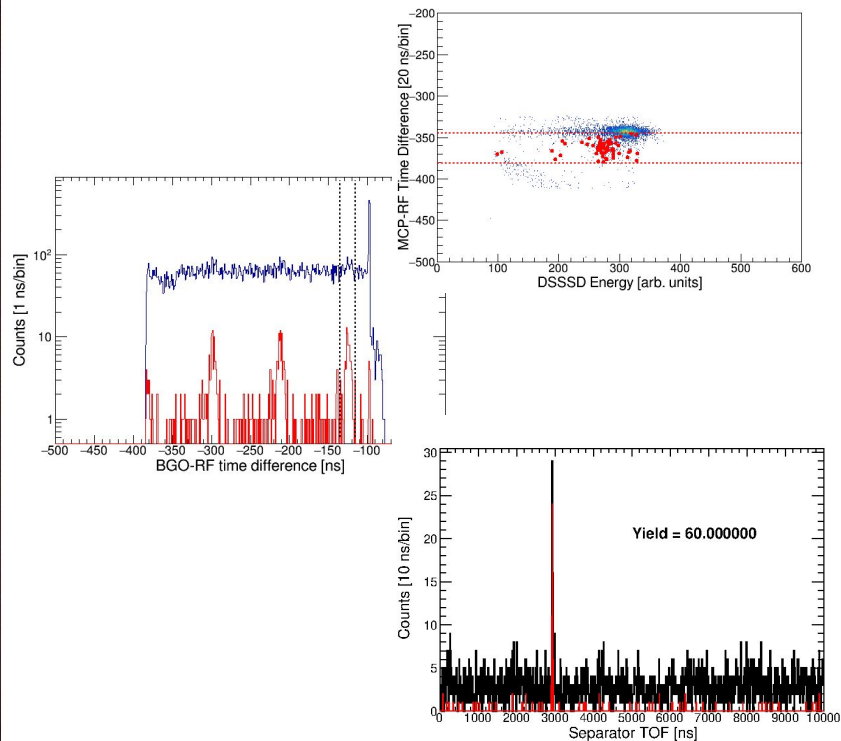 MCP-RF Time Difference [20 ns/bin]
−200
−250
−300
−350
−400
−450
−500
100 200 300 400 500 600
DSSSD Energy [arb. units]
Counts [1 ns/bin]
10²
10
1
−500 −450 −400 −350 −300 −250 −200 −150 −100
BGO-RF time difference [ns]
Counts [10 ns/bin]
30
25
20
15
10
5
0
Yield = 60.000000
0 1000 2000 3000 4000 5000 6000 7000 8000 9000 10000
Separator TOF [ns]